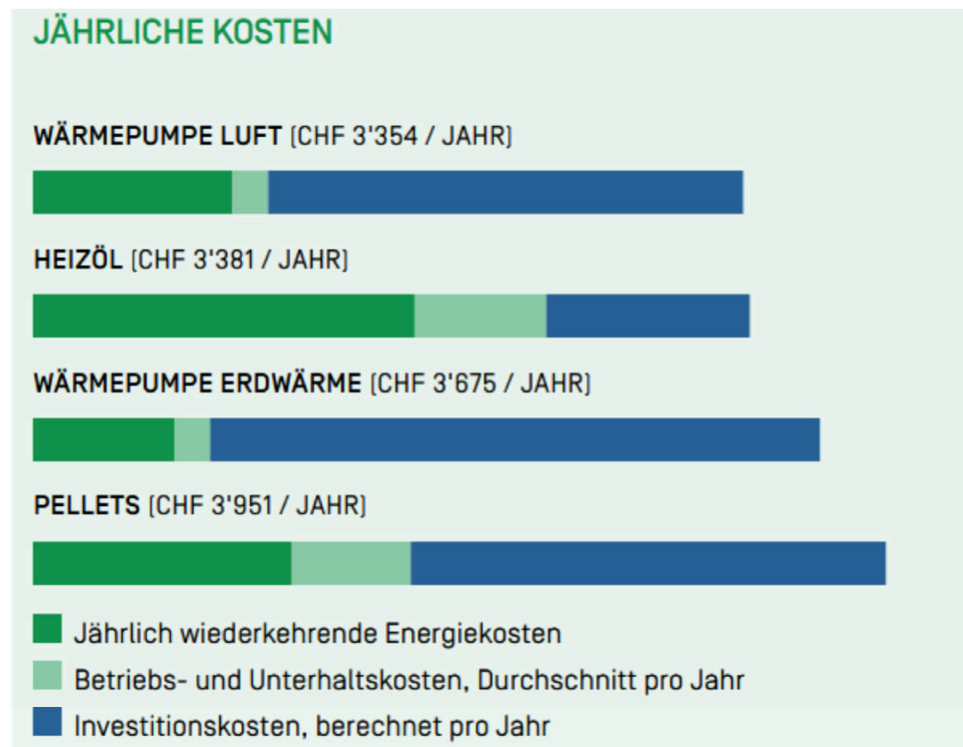 JÄHRLICHE KOSTEN
WÄRMEPUMPE LUFT (CHF 3'354 / JAHR)
HEIZÖL (CHF 3'381 / JAHR)
WÄRMEPUMPE ERDWÄRME (CHF 3'675 / JAHR)
PELLETS (CHF 3'951 / JAHR)
Jährlich wiederkehrende Energiekosten
Betriebs- und Unterhaltskosten, Durchschnitt pro Jahr
Investitionskosten, berechnet pro Jahr